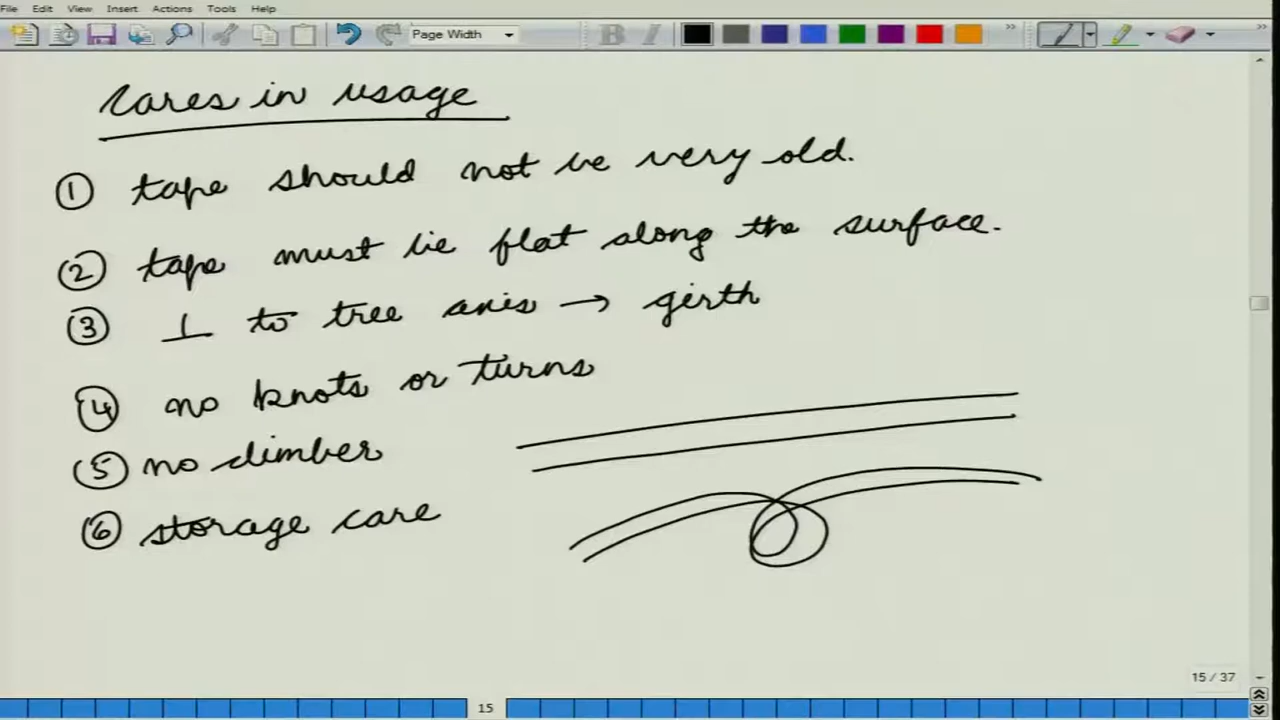 File Edit View Insert Actions Tools Help
Page Width B I
Cares in usage
① tape should not be very old.
② tape must lie flat along the surface.
③ ⊥ to tree axis → girth
④ no knots or turns
⑤ no climber
⑥ storage care
15 / 37
15